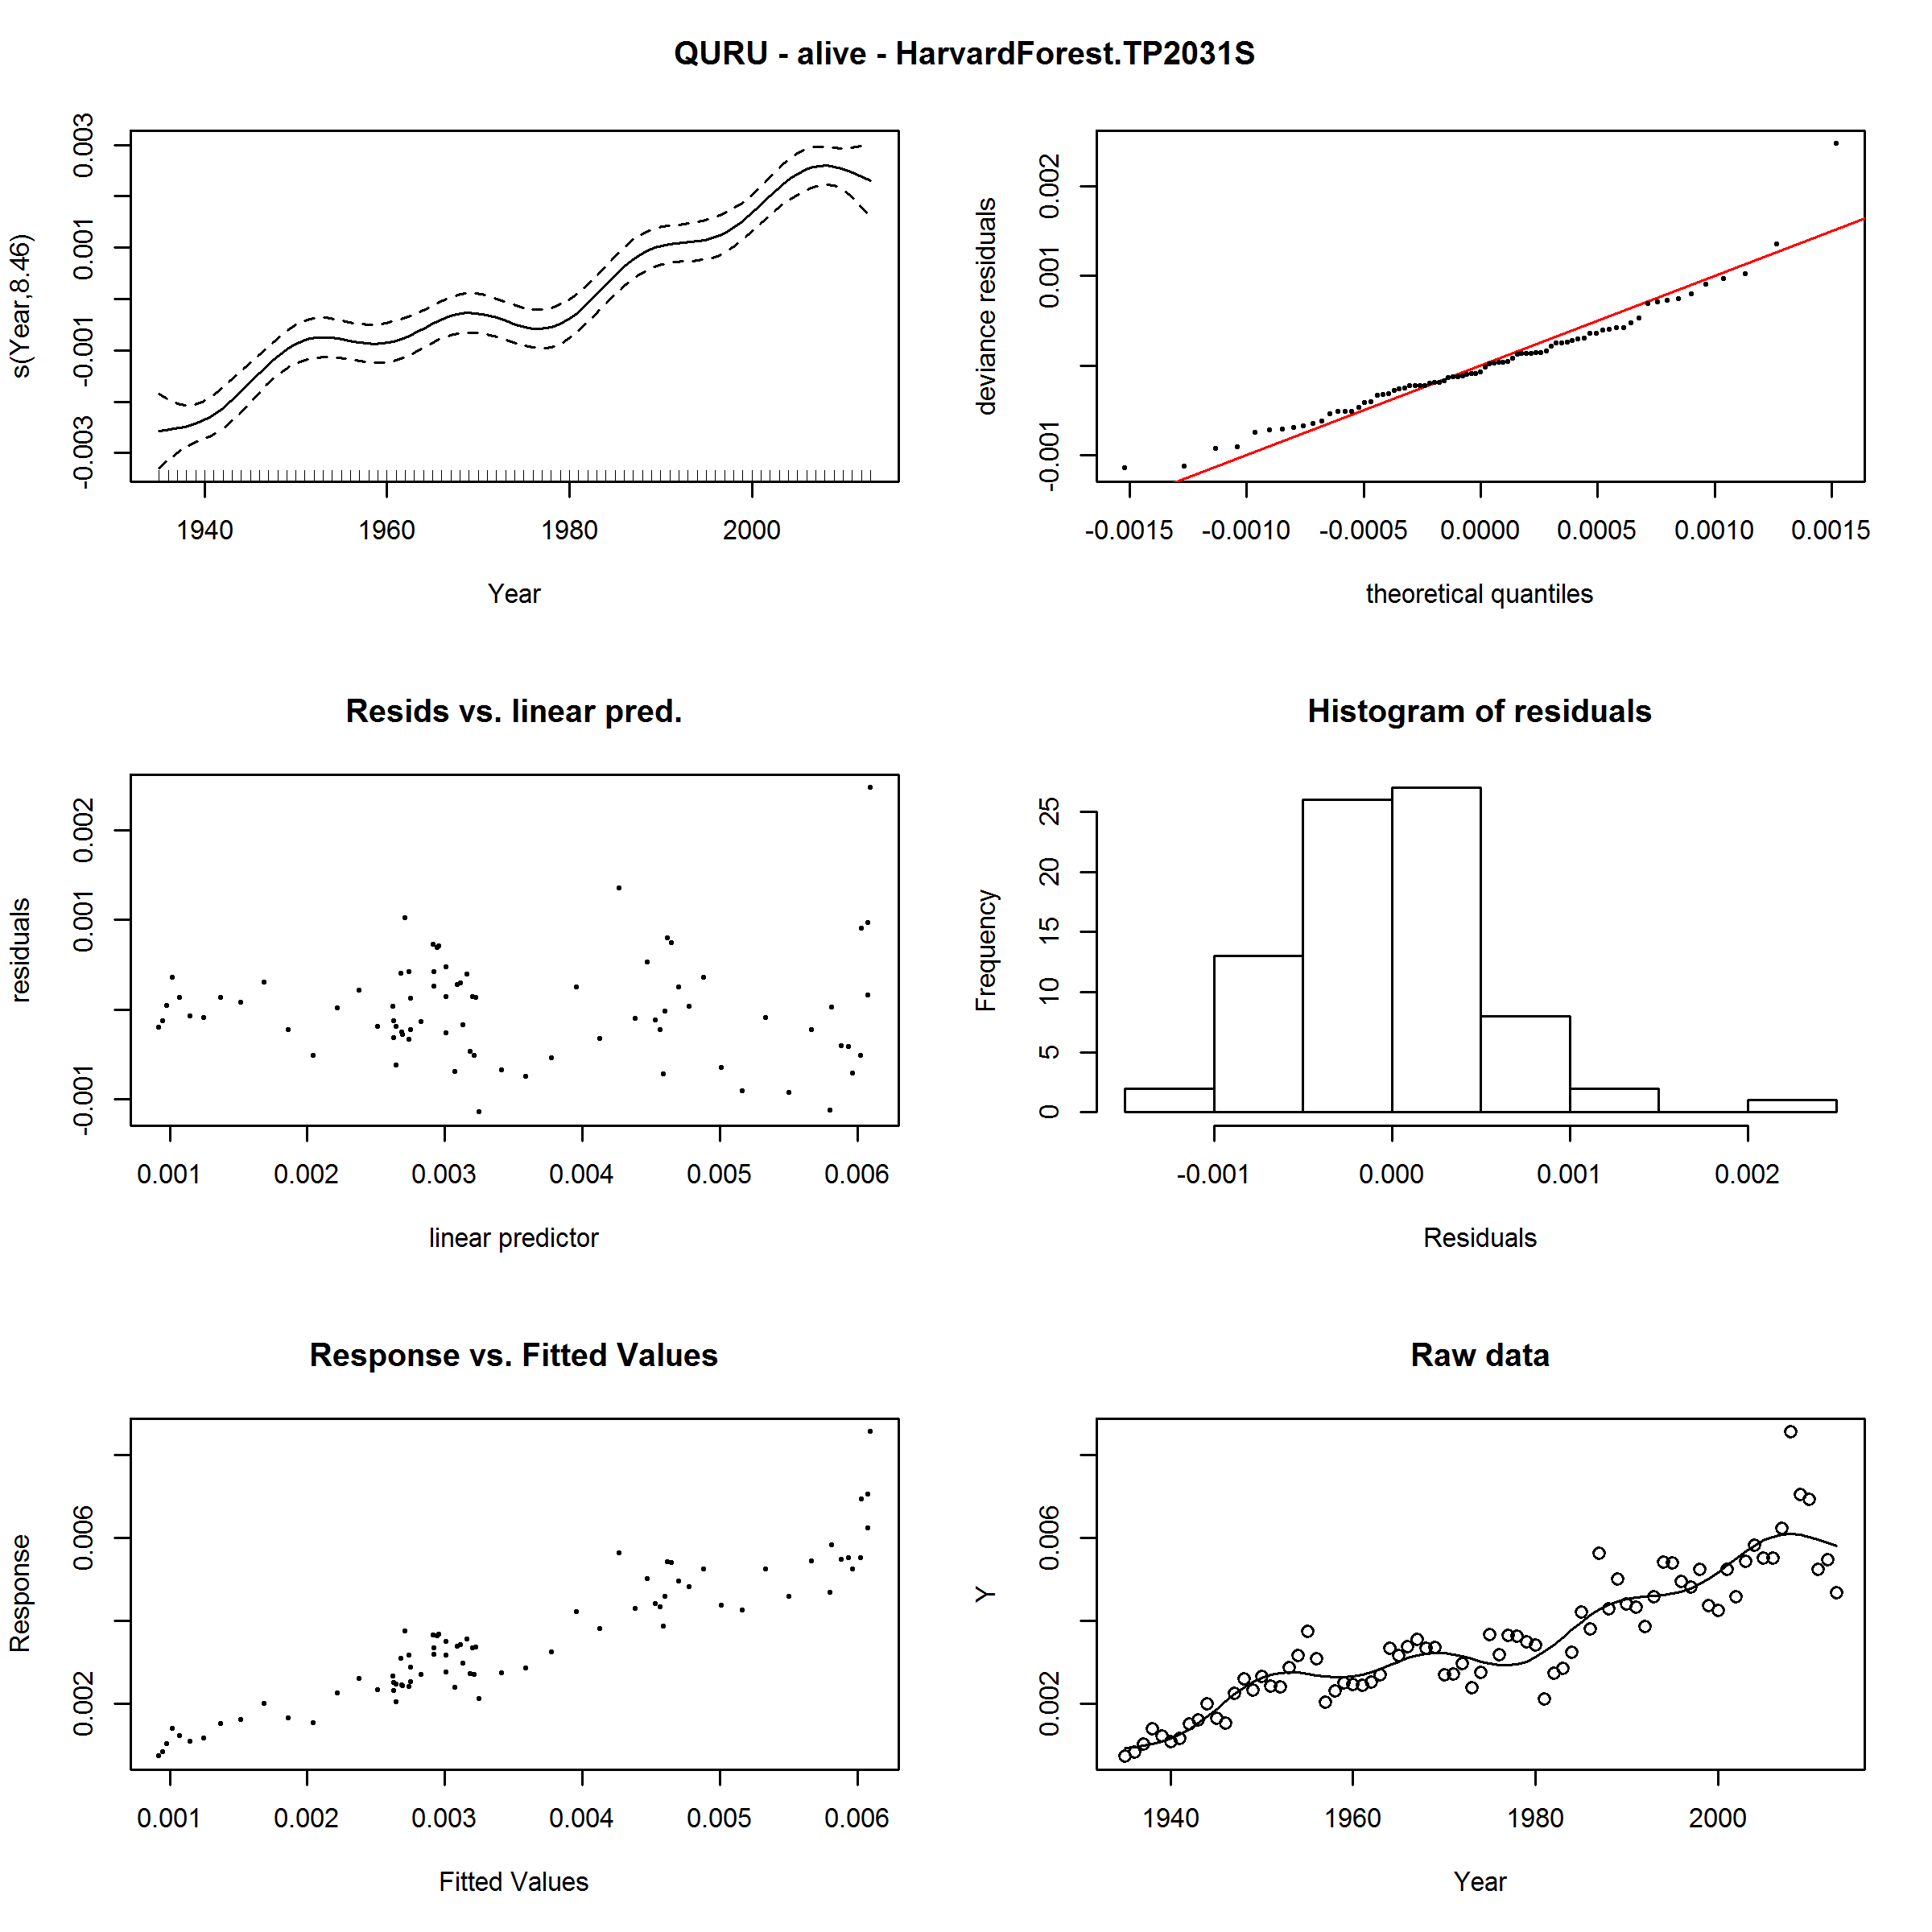 QURU - alive - HarvardForest.TP2031S
s(Year,8.46)
-0.003 -0.001 0.001 0.003
1940 1960 1980 2000
Year
deviance residuals
-0.001 0.001 0.002
-0.0015 -0.0010 -0.0005 0.0000 0.0005 0.0010 0.0015
theoretical quantiles
Resids vs. linear pred.
residuals
-0.001 0.001 0.002
0.001 0.002 0.003 0.004 0.005 0.006
linear predictor
Histogram of residuals
Frequency
0 5 10 15 20 25
-0.001 0.000 0.001 0.002
Residuals
Response vs. Fitted Values
Response
0.002 0.006
0.001 0.002 0.003 0.004 0.005 0.006
Fitted Values
Raw data
Y
0.002 0.006
1940 1960 1980 2000
Year